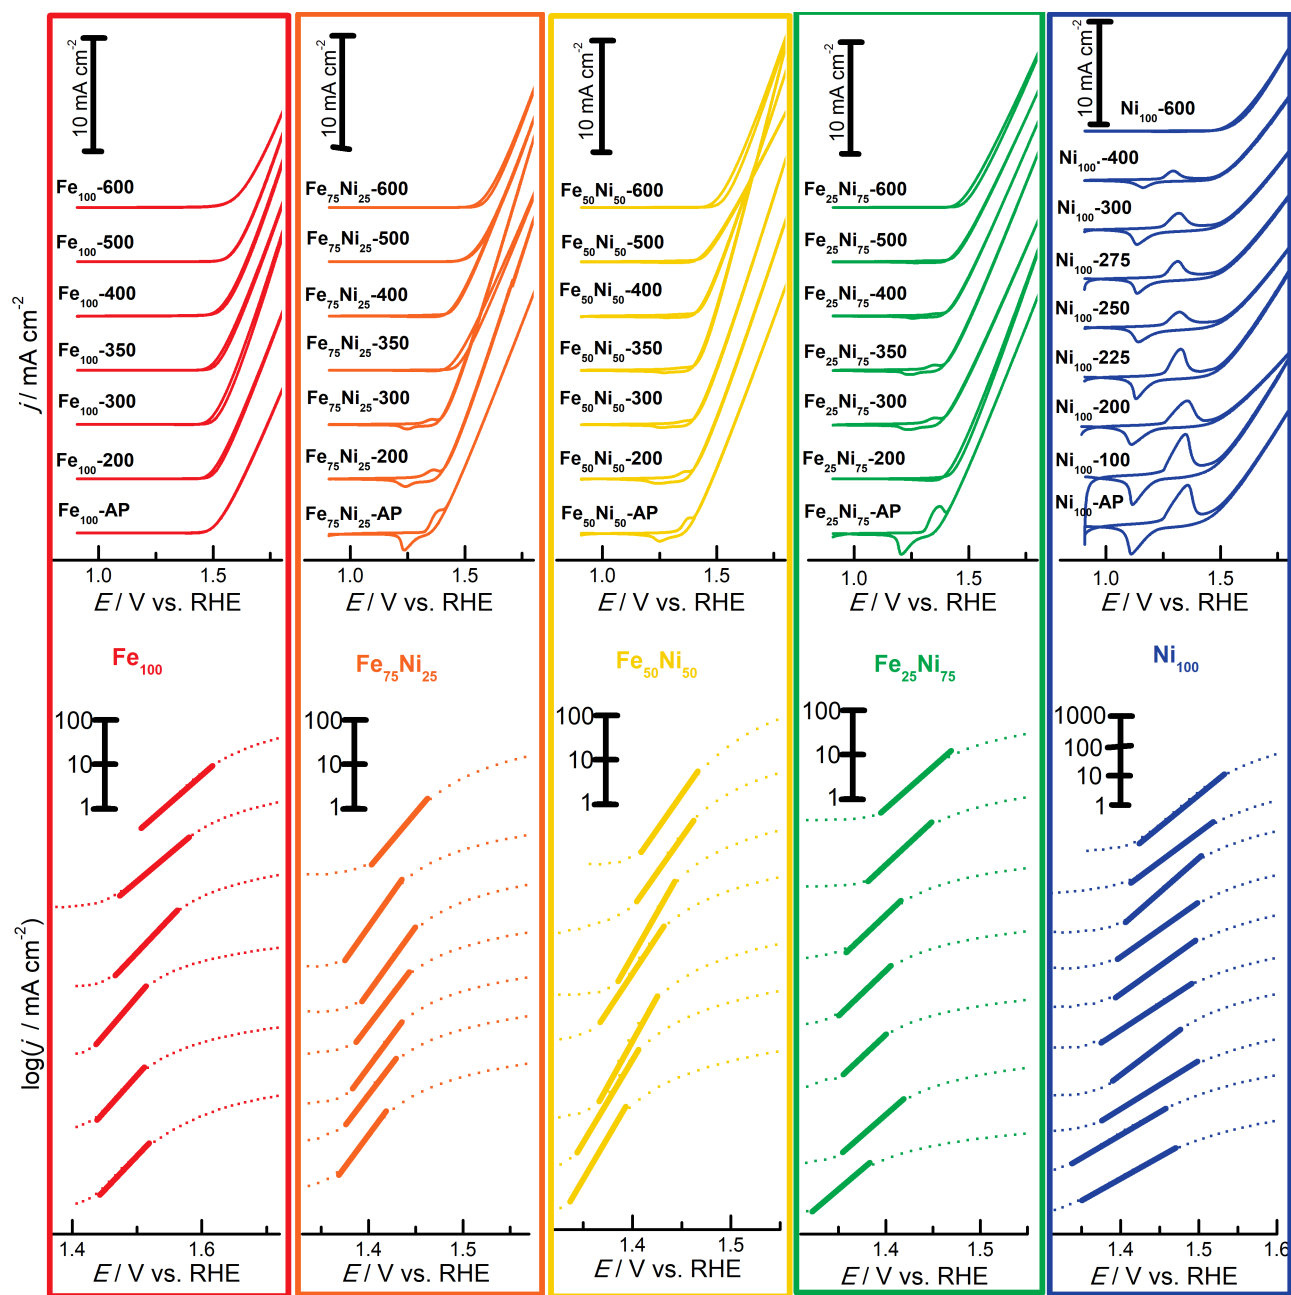 j / mA cm⁻²
10 mA cm⁻²
Fe₁₀₀-600
Fe₁₀₀-500
Fe₁₀₀-400
Fe₁₀₀-350
Fe₁₀₀-300
Fe₁₀₀-200
Fe₁₀₀-AP
1.0 1.5
E / V vs. RHE
10 mA cm⁻²
Fe₇₅Ni₂₅-600
Fe₇₅Ni₂₅-500
Fe₇₅Ni₂₅-400
Fe₇₅Ni₂₅-350
Fe₇₅Ni₂₅-300
Fe₇₅Ni₂₅-200
Fe₇₅Ni₂₅-AP
1.0 1.5
E / V vs. RHE
10 mA cm⁻²
Fe₅₀Ni₅₀-600
Fe₅₀Ni₅₀-500
Fe₅₀Ni₅₀-400
Fe₅₀Ni₅₀-350
Fe₅₀Ni₅₀-300
Fe₅₀Ni₅₀-200
Fe₅₀Ni₅₀-AP
1.0 1.5
E / V vs. RHE
10 mA cm⁻²
Fe₂₅Ni₇₅-600
Fe₂₅Ni₇₅-500
Fe₂₅Ni₇₅-400
Fe₂₅Ni₇₅-350
Fe₂₅Ni₇₅-300
Fe₂₅Ni₇₅-200
Fe₂₅Ni₇₅-AP
1.0 1.5
E / V vs. RHE
10 mA cm⁻²
Ni₁₀₀-600
Ni₁₀₀.-400
Ni₁₀₀-300
Ni₁₀₀-275
Ni₁₀₀-250
Ni₁₀₀-225
Ni₁₀₀-200
Ni₁₀₀-100
Ni₁₀₀-AP
1.0 1.5
E / V vs. RHE
log(j / mA cm⁻²)
Fe₁₀₀
100
10
1
1.4 1.6
E / V vs. RHE
Fe₇₅Ni₂₅
100
10
1
1.4 1.5
E / V vs. RHE
Fe₅₀Ni₅₀
100
10
1
1.4 1.5
E / V vs. RHE
Fe₂₅Ni₇₅
100
10
1
1.4 1.5
E / V vs. RHE
Ni₁₀₀
1000
100
10
1
1.4 1.5 1.6
E / V vs. RHE